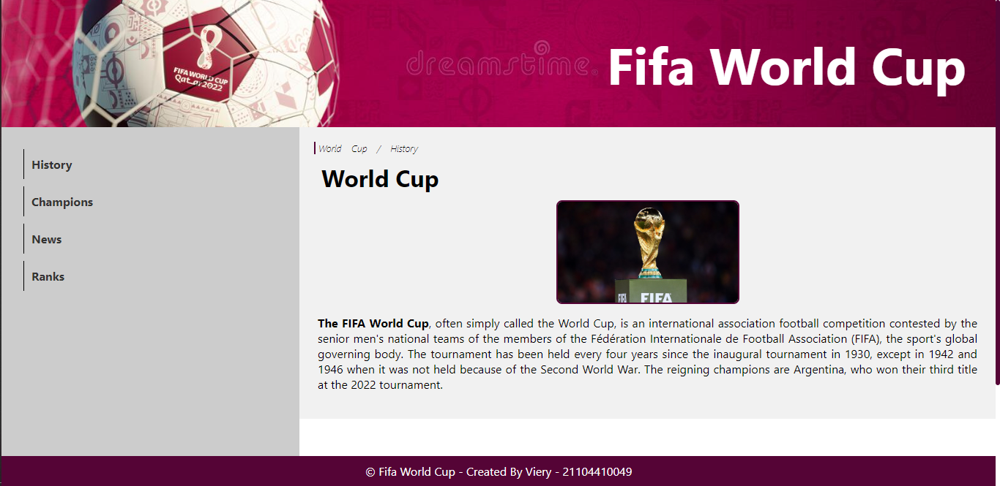 FIFA WORLD CUP
Qatar2022
dreamstime.
Fifa World Cup
History
Champions
News
Ranks
World Cup / History
World Cup
FIFA FIFA
The FIFA World Cup, often simply called the World Cup, is an international association football competition contested by the
senior men's national teams of the members of the Fédération Internationale de Football Association (FIFA), the sport's global
governing body. The tournament has been held every four years since the inaugural tournament in 1930, except in 1942 and
1946 when it was not held because of the Second World War. The reigning champions are Argentina, who won their third title
at the 2022 tournament.
© Fifa World Cup - Created By Viery - 21104410049